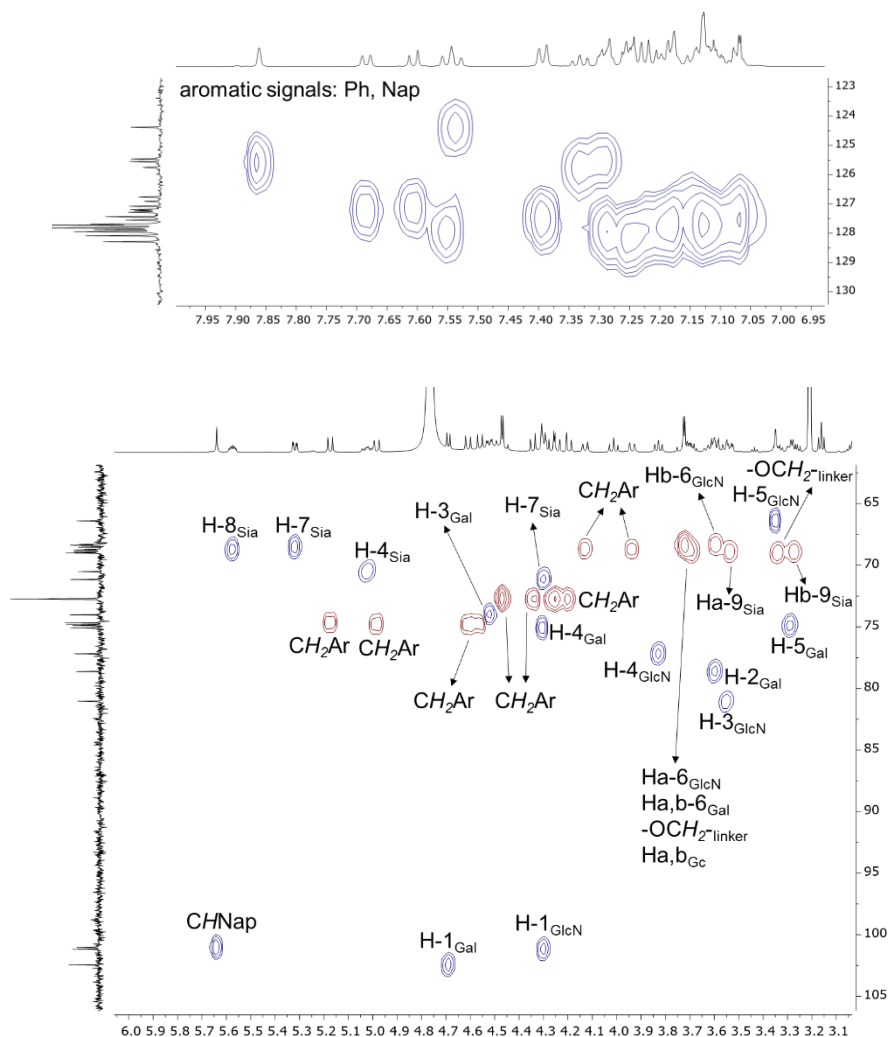 aromatic signals: Ph, Nap
123
124
125
126
127
128
129
130
7.95 7.90 7.85 7.80 7.75 7.70 7.65 7.60 7.55 7.50 7.45 7.40 7.35 7.30 7.25 7.20 7.15 7.10 7.05 7.00 6.95
Hb-6GlcN
-OCH2-linker
H-3Gal
H-7Sia
CH2Ar
H-5GlcN
H-8Sia
H-7Sia
H-4Sia
65
70
75
80
85
90
95
100
105
CH2Ar
Ha-9Sia
Hb-9Sia
CH2Ar
CH2Ar
H-4Gal
H-5Gal
H-4GlcN
H-2Gal
CH2Ar
CH2Ar
H-3GlcN
Ha-6GlcN
Ha,b-6Gal
-OCH2-linker
Ha,bGc
CHNap
H-1Gal
H-1GlcN
6.0 5.9 5.8 5.7 5.6 5.5 5.4 5.3 5.2 5.1 5.0 4.9 4.8 4.7 4.6 4.5 4.4 4.3 4.2 4.1 4.0 3.9 3.8 3.7 3.6 3.5 3.4 3.3 3.2 3.1